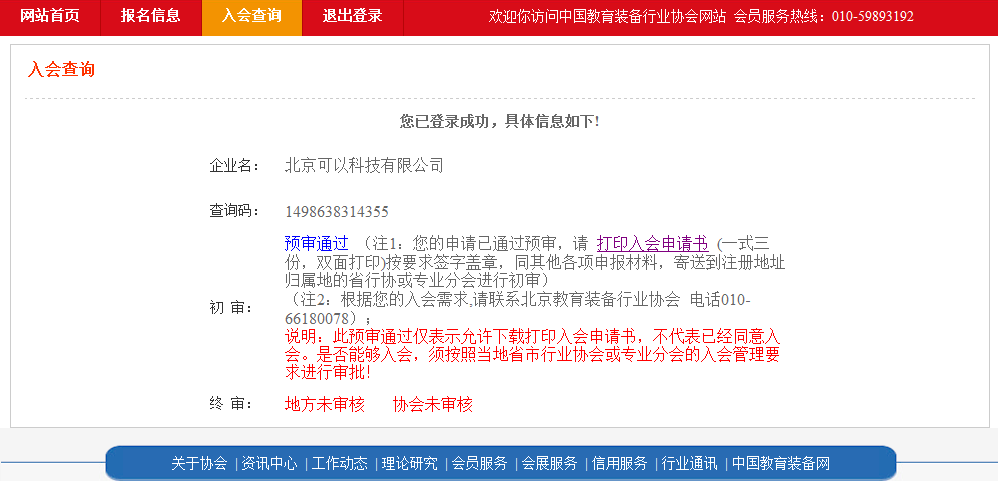 网站首页 报名信息 入会查询 退出登录 欢迎你访问中国教育装备行业协会网站 会员服务热线：010-59893192
入会查询
您已登录成功，具体信息如下!
企业名： 北京可以科技有限公司
查询码： 1498638314355
预审通过 （注1：您的申请已通过预审，请 打印入会申请书 (一式三
份，双面打印)按要求签字盖章，同其他各项申报材料，寄送到注册地址
归属地的省行协或专业分会进行初审）
初 审：
（注2：根据您的入会需求,请联系北京教育装备行业协会 电话010-
66180078）；
说明：此预审通过仅表示允许下载打印入会申请书，不代表已经同意入
会。是否能够入会，须按照当地省市行业协会或专业分会的入会管理要
求进行审批!
终 审： 地方未审核 协会未审核
关于协会 | 资讯中心 | 工作动态 | 理论研究 | 会员服务 | 会展服务 | 信用服务 | 行业通讯 | 中国教育装备网